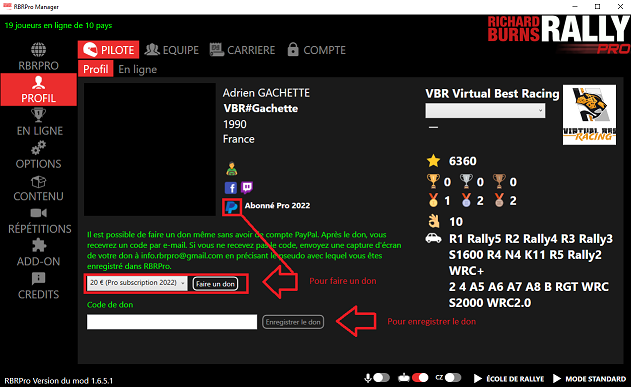 RBRPro Manager
19 joueurs en ligne de 10 pays
RICHARD
BURNS
RALLY
PRO
RBRPRO
PROFIL
EN LIGNE
OPTIONS
CONTENU
RÉPÉTITIONS
ADD-ON
CREDITS
PILOTE
EQUIPE
CARRIERE
COMPTE
Profil
En ligne
Adrien GACHETTE
VBR#Gachette
1990
France
Abonné Pro 2022
VBR Virtual Best Racing
—
VIRTUAL
RACING
6360
0 0 0
1 2 2
10
R1 Rally5 R2 Rally4 R3 Rally3
S1600 R4 N4 K11 R5 Rally2
WRC+
2 4 A5 A6 A7 A8 B RGT WRC
S2000 WRC2.0
Il est possible de faire un don même sans avoir de compte PayPal. Après le don, vous
recevrez un code par e-mail. Si vous ne recevez pas le code, envoyez une capture d'écran
de votre don à info.rbrpro@gmail.com en précisant le pseudo avec lequel vous êtes
enregistré dans RBRPro.
20 € (Pro subscription 2022)
Faire un don
Pour faire un don
Code de don
Enregistrer le don
Pour enregistrer le don
RBRPro Version du mod 1.6.5.1
CZ
ÉCOLE DE RALLYE
MODE STANDARD